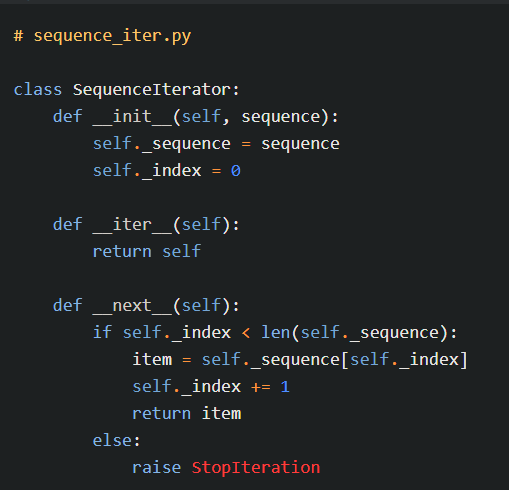 # sequence_iter.py

class SequenceIterator:
    def __init__(self, sequence):
        self._sequence = sequence
        self._index = 0

    def __iter__(self):
        return self

    def __next__(self):
        if self._index < len(self._sequence):
            item = self._sequence[self._index]
            self._index += 1
            return item
        else:
            raise StopIteration